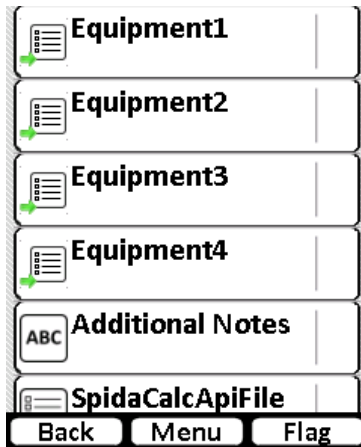 Equipment1
Equipment2
Equipment3
Equipment4
ABC Additional Notes
SpidaCalcApiFile
Back Menu Flag